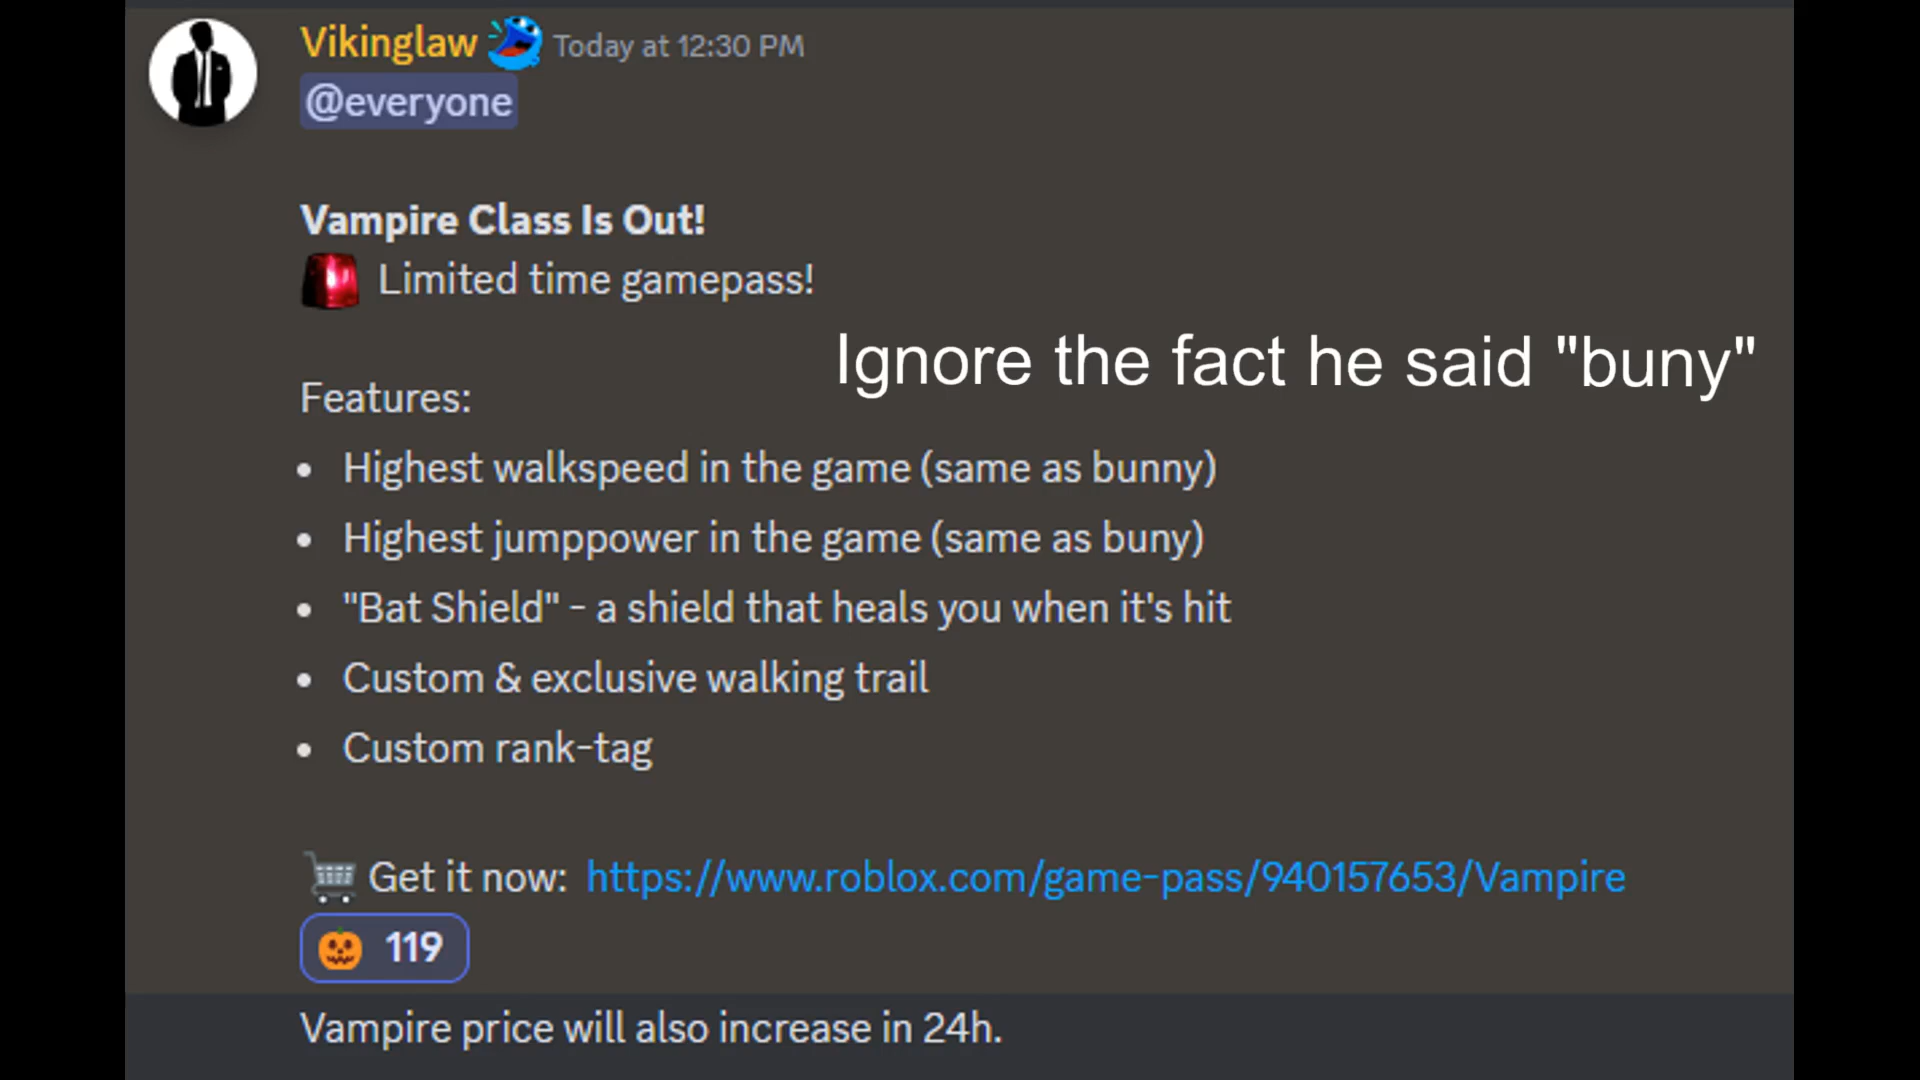 Vikinglaw Today at 12:30 PM
@everyone
Vampire Class Is Out!
Limited time gamepass!
Ignore the fact he said "buny"
Features:
• Highest walkspeed in the game (same as bunny)
• Highest jumppower in the game (same as buny)
• "Bat Shield" - a shield that heals you when it's hit
• Custom & exclusive walking trail
• Custom rank-tag
Get it now: https://www.roblox.com/game-pass/940157653/Vampire
119
Vampire price will also increase in 24h.